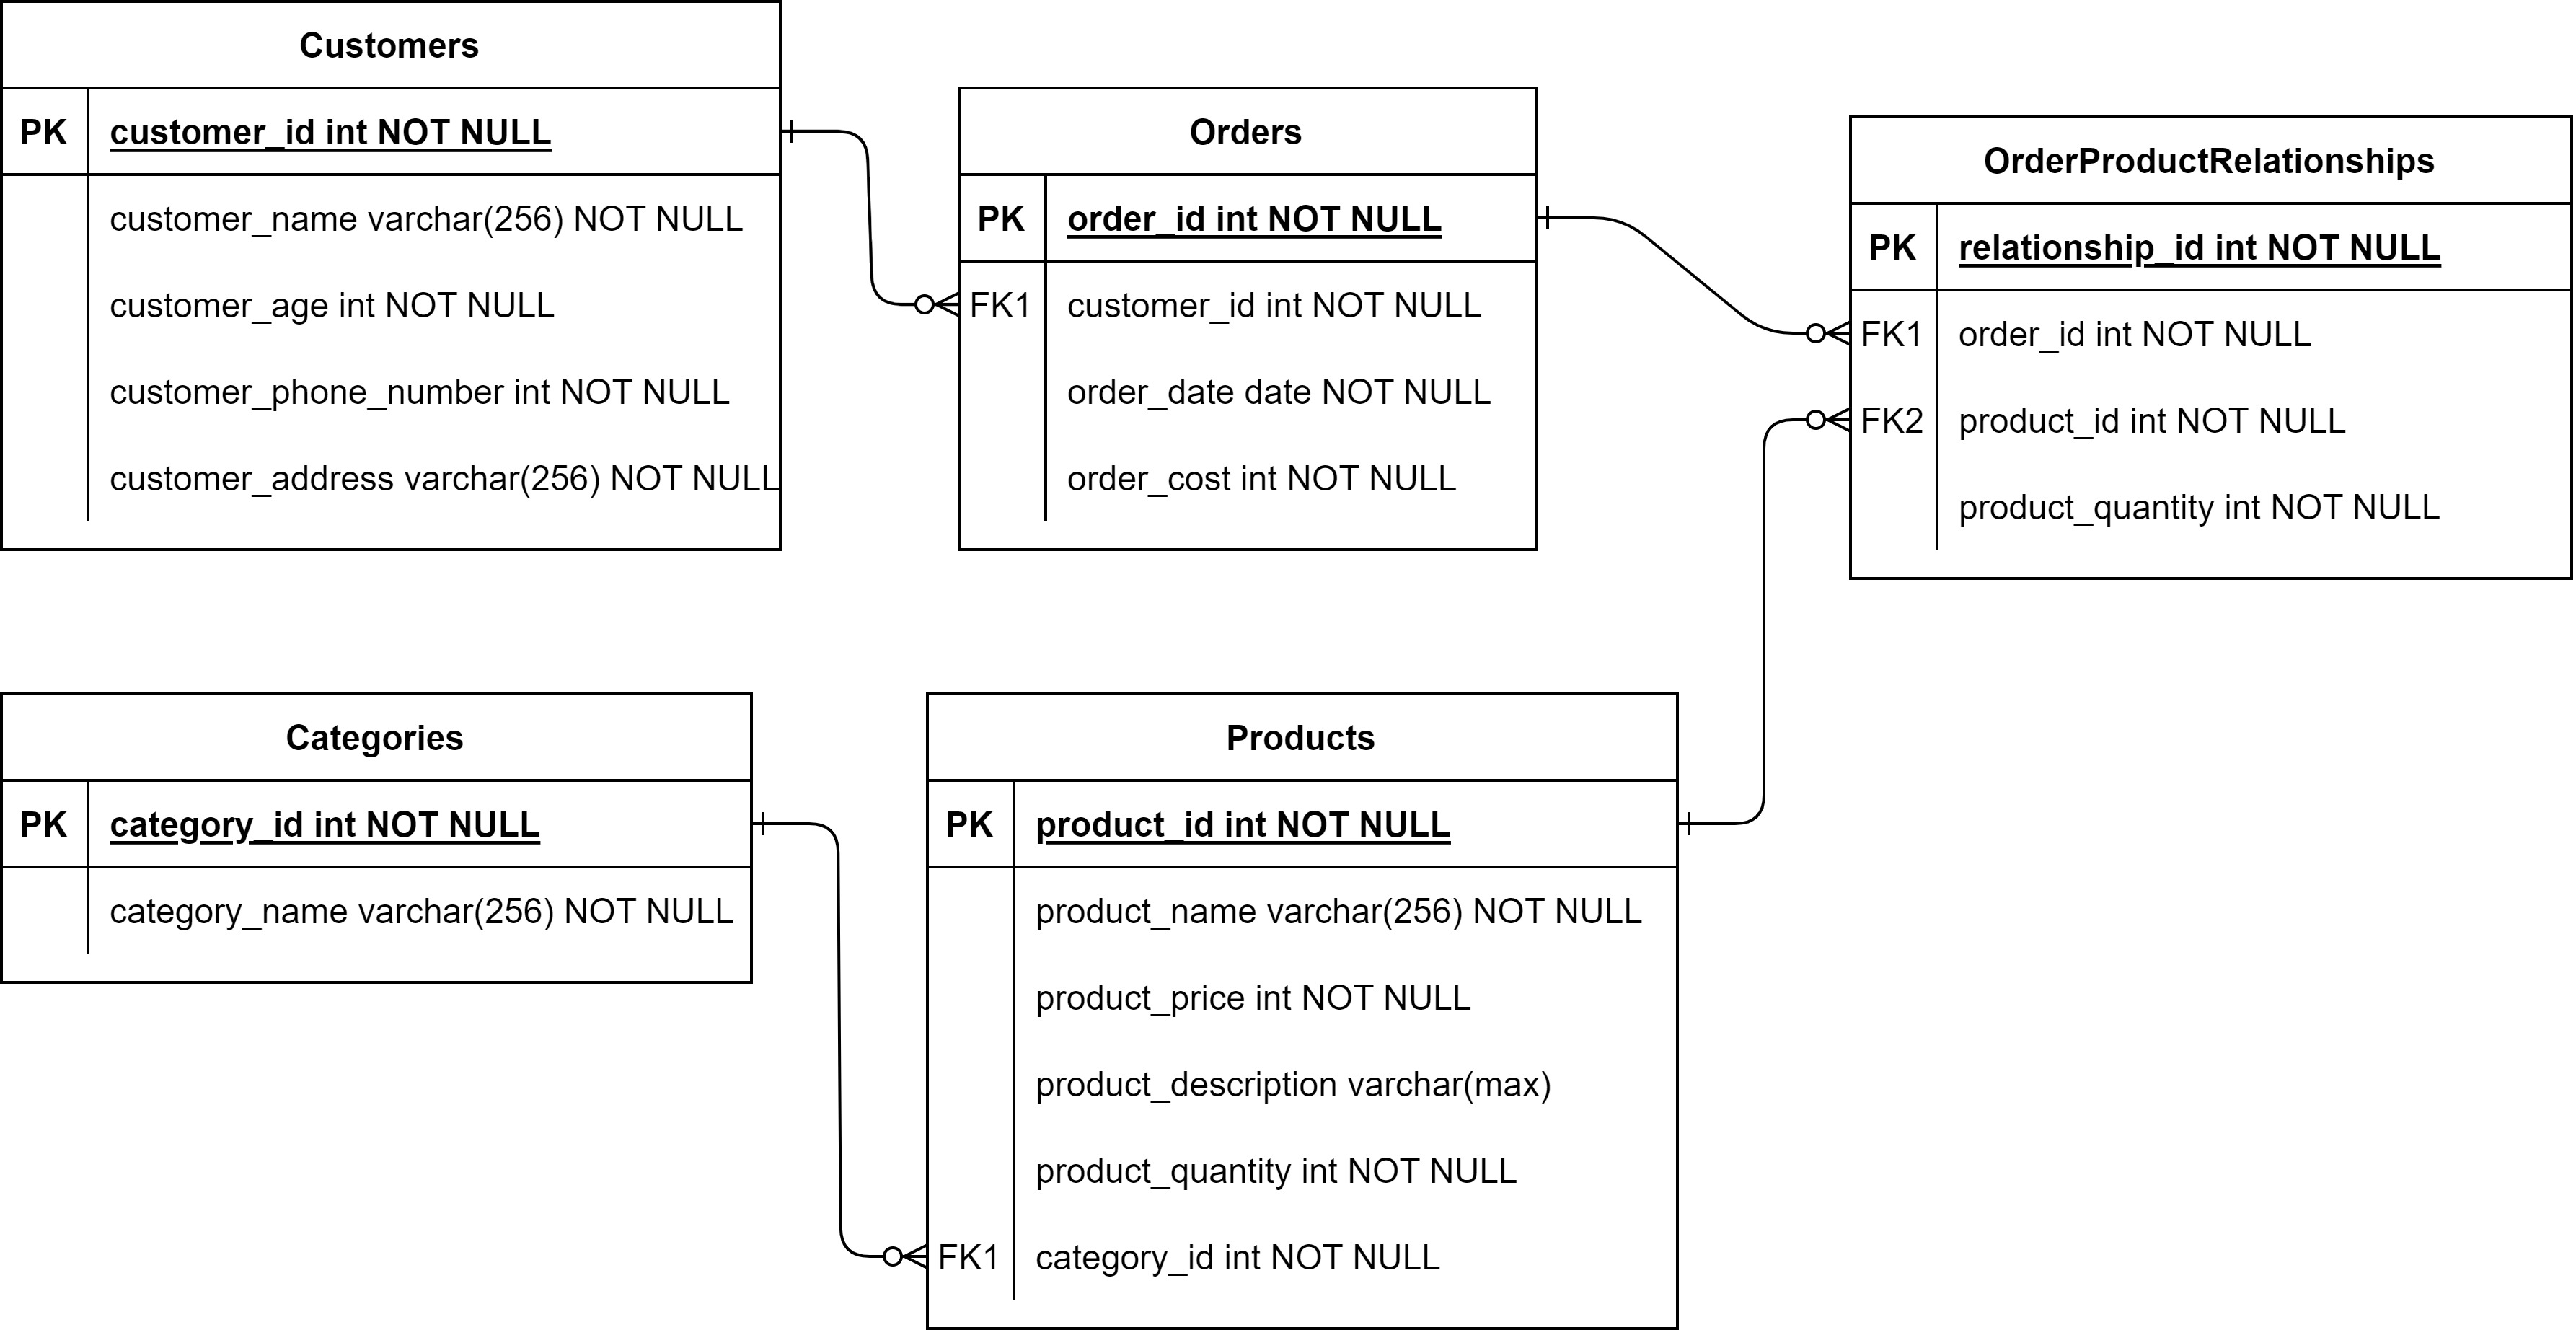 Customers
PK customer_id int NOT NULL
customer_name varchar(256) NOT NULL
customer_age int NOT NULL
customer_phone_number int NOT NULL
customer_address varchar(256) NOT NULL
Orders
PK order_id int NOT NULL
FK1 customer_id int NOT NULL
order_date date NOT NULL
order_cost int NOT NULL
OrderProductRelationships
PK relationship_id int NOT NULL
FK1 order_id int NOT NULL
FK2 product_id int NOT NULL
product_quantity int NOT NULL
Categories
PK category_id int NOT NULL
category_name varchar(256) NOT NULL
Products
PK product_id int NOT NULL
product_name varchar(256) NOT NULL
product_price int NOT NULL
product_description varchar(max)
product_quantity int NOT NULL
FK1 category_id int NOT NULL